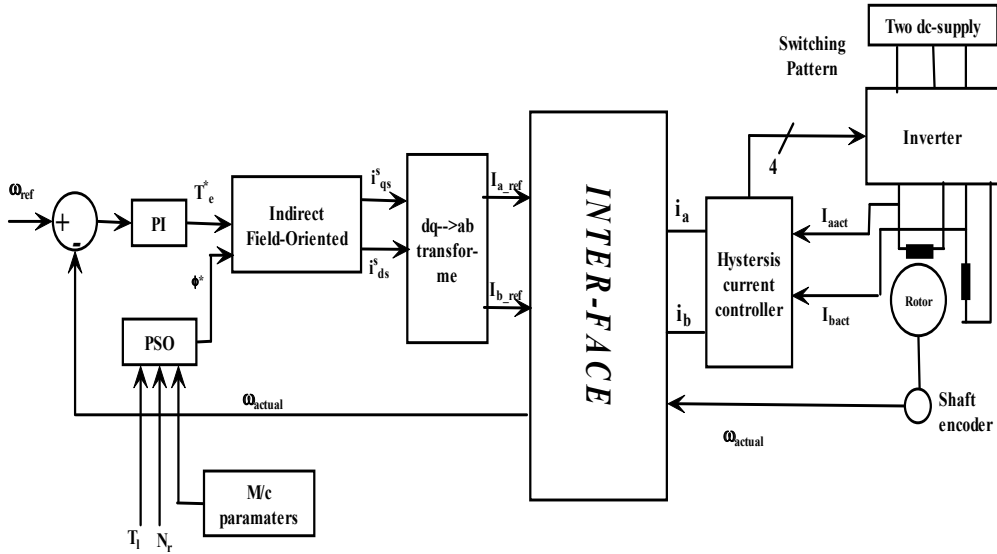 Two dc-supply
Switching
Pattern
Inverter
4
ω_ref
+
-
PI
T*_e
Indirect
Field-Oriented
i^s_qs
i^s_ds
dq-->ab
transfor-
me
I_a_ref
I_b_ref
INTER-FACE
i_a
i_b
Hystersis
current
controller
I_aact
I_bact
Rotor
Shaft
encoder
ω_actual
ω_actual
ϕ*
PSO
M/c
paramaters
T_l
N_r